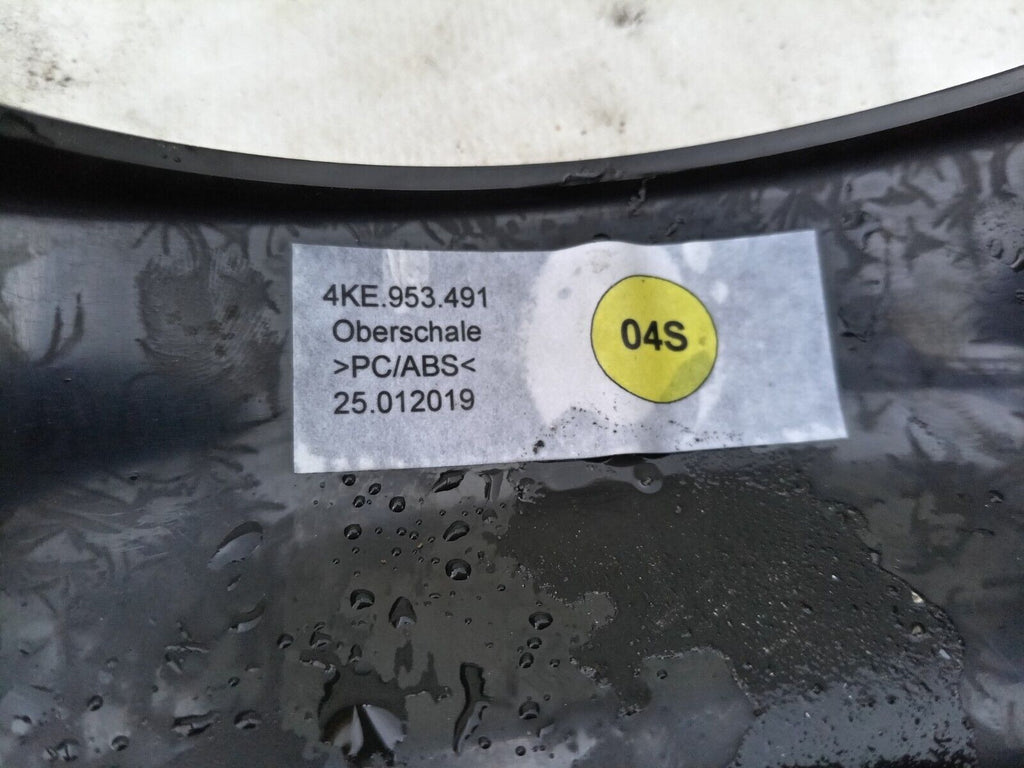 4KE.953.491
Oberschale
>PC/ABS<
25.012019
04S